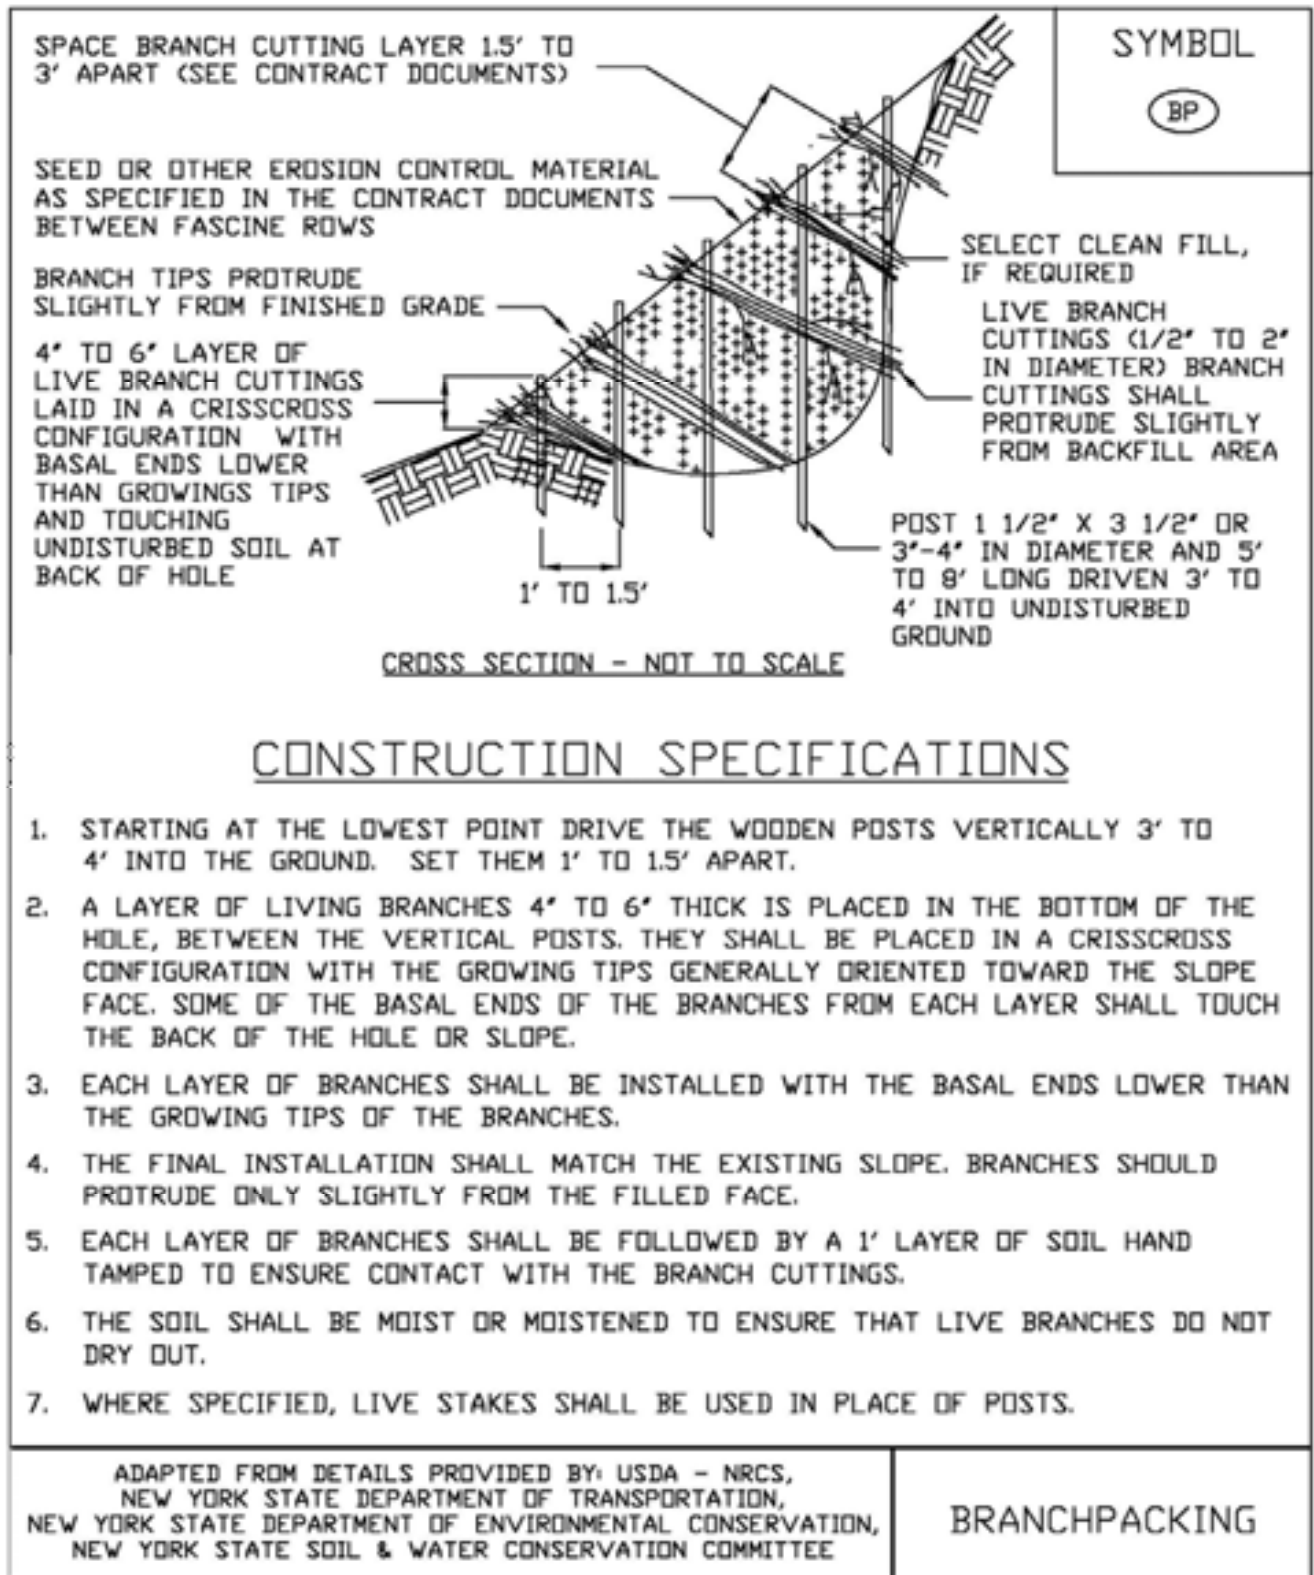 SPACE BRANCH CUTTING LAYER 1.5' TO
3' APART (SEE CONTRACT DOCUMENTS)
SYMBOL
BP
SEED OR OTHER EROSION CONTROL MATERIAL
AS SPECIFIED IN THE CONTRACT DOCUMENTS
BETWEEN FASCINE ROWS
BRANCH TIPS PROTRUDE
SLIGHTLY FROM FINISHED GRADE
4" TO 6" LAYER OF
LIVE BRANCH CUTTINGS
LAID IN A CRISSCROSS
CONFIGURATION WITH
BASAL ENDS LOWER
THAN GROWINGS TIPS
AND TOUCHING
UNDISTURBED SOIL AT
BACK OF HOLE
SELECT CLEAN FILL,
IF REQUIRED
LIVE BRANCH
CUTTINGS (1/2" TO 2"
IN DIAMETER) BRANCH
CUTTINGS SHALL
PROTRUDE SLIGHTLY
FROM BACKFILL AREA
POST 1 1/2" X 3 1/2" OR
3"-4" IN DIAMETER AND 5'
TO 8' LONG DRIVEN 3' TO
4' INTO UNDISTURBED
GROUND
1' TO 1.5'
CROSS SECTION - NOT TO SCALE
CONSTRUCTION SPECIFICATIONS
1. STARTING AT THE LOWEST POINT DRIVE THE WOODEN POSTS VERTICALLY 3' TO
4' INTO THE GROUND. SET THEM 1' TO 1.5' APART.
2. A LAYER OF LIVING BRANCHES 4" TO 6" THICK IS PLACED IN THE BOTTOM OF THE
HOLE, BETWEEN THE VERTICAL POSTS. THEY SHALL BE PLACED IN A CRISSCROSS
CONFIGURATION WITH THE GROWING TIPS GENERALLY ORIENTED TOWARD THE SLOPE
FACE. SOME OF THE BASAL ENDS OF THE BRANCHES FROM EACH LAYER SHALL TOUCH
THE BACK OF THE HOLE OR SLOPE.
3. EACH LAYER OF BRANCHES SHALL BE INSTALLED WITH THE BASAL ENDS LOWER THAN
THE GROWING TIPS OF THE BRANCHES.
4. THE FINAL INSTALLATION SHALL MATCH THE EXISTING SLOPE. BRANCHES SHOULD
PROTRUDE ONLY SLIGHTLY FROM THE FILLED FACE.
5. EACH LAYER OF BRANCHES SHALL BE FOLLOWED BY A 1' LAYER OF SOIL HAND
TAMPED TO ENSURE CONTACT WITH THE BRANCH CUTTINGS.
6. THE SOIL SHALL BE MOIST OR MOISTENED TO ENSURE THAT LIVE BRANCHES DO NOT
DRY OUT.
7. WHERE SPECIFIED, LIVE STAKES SHALL BE USED IN PLACE OF POSTS.
ADAPTED FROM DETAILS PROVIDED BY: USDA - NRCS,
NEW YORK STATE DEPARTMENT OF TRANSPORTATION,
NEW YORK STATE DEPARTMENT OF ENVIRONMENTAL CONSERVATION,
NEW YORK STATE SOIL & WATER CONSERVATION COMMITTEE
BRANCHPACKING